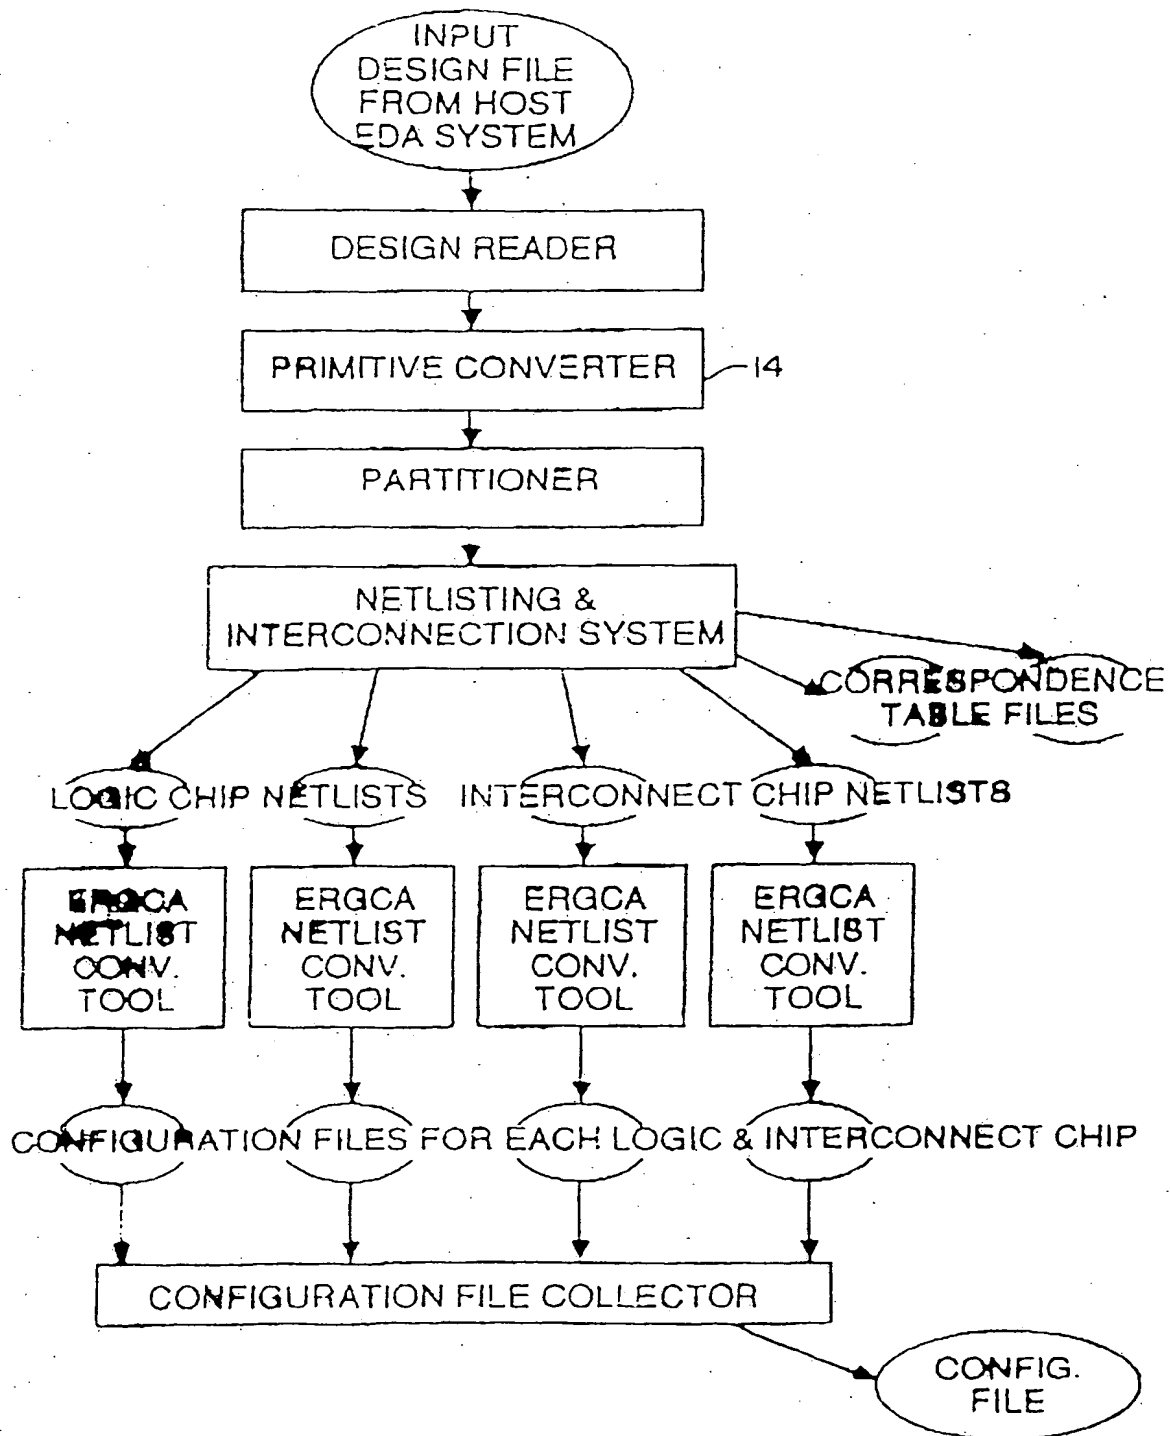 INPUT
DESIGN FILE
FROM HOST
EDA SYSTEM
DESIGN READER
PRIMITIVE CONVERTER
14
PARTITIONER
NETLISTING &
INTERCONNECTION SYSTEM
CORRESPONDENCE
TABLE FILES
LOGIC CHIP NETLISTS
INTERCONNECT CHIP NETLISTS
ERGCA
NETLIST
CONV.
TOOL
ERGCA
NETLIST
CONV.
TOOL
ERGCA
NETLIST
CONV.
TOOL
ERGCA
NETLIST
CONV.
TOOL
CONFIGURATION FILES FOR EACH LOGIC & INTERCONNECT CHIP
CONFIGURATION FILE COLLECTOR
CONFIG.
FILE